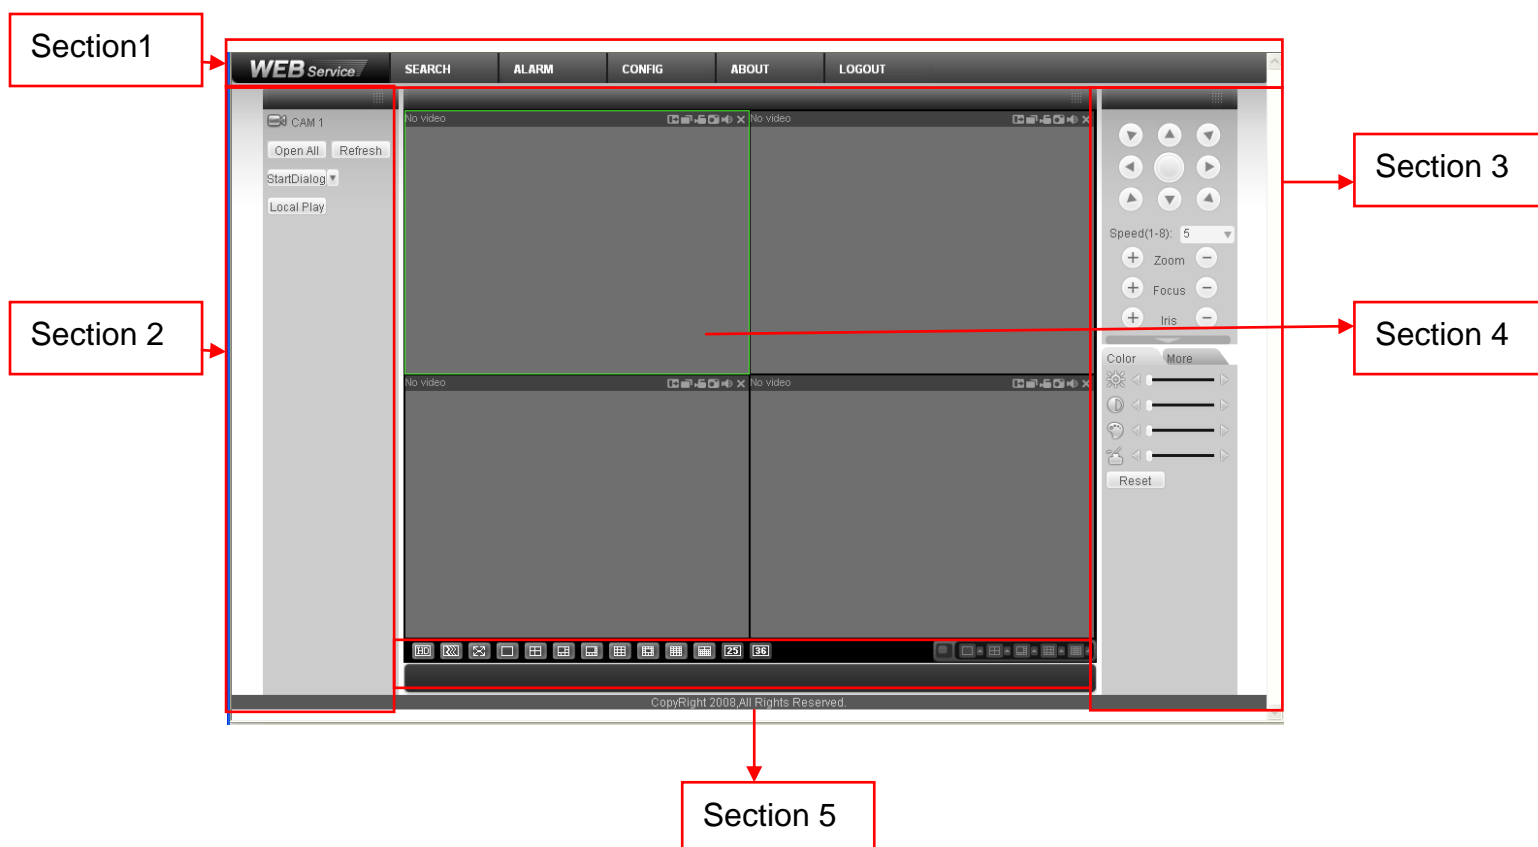 Section1
WEB Service SEARCH ALARM CONFIG ABOUT LOGOUT
CAM 1
Open All Refresh
StartDialog
Local Play
No video
No video
No video
No video
Speed(1-8): 5
Zoom
Focus
Iris
Color More
Reset
HD
25 36
CopyRight 2008,All Rights Reserved.
Section 2
Section 3
Section 4
Section 5